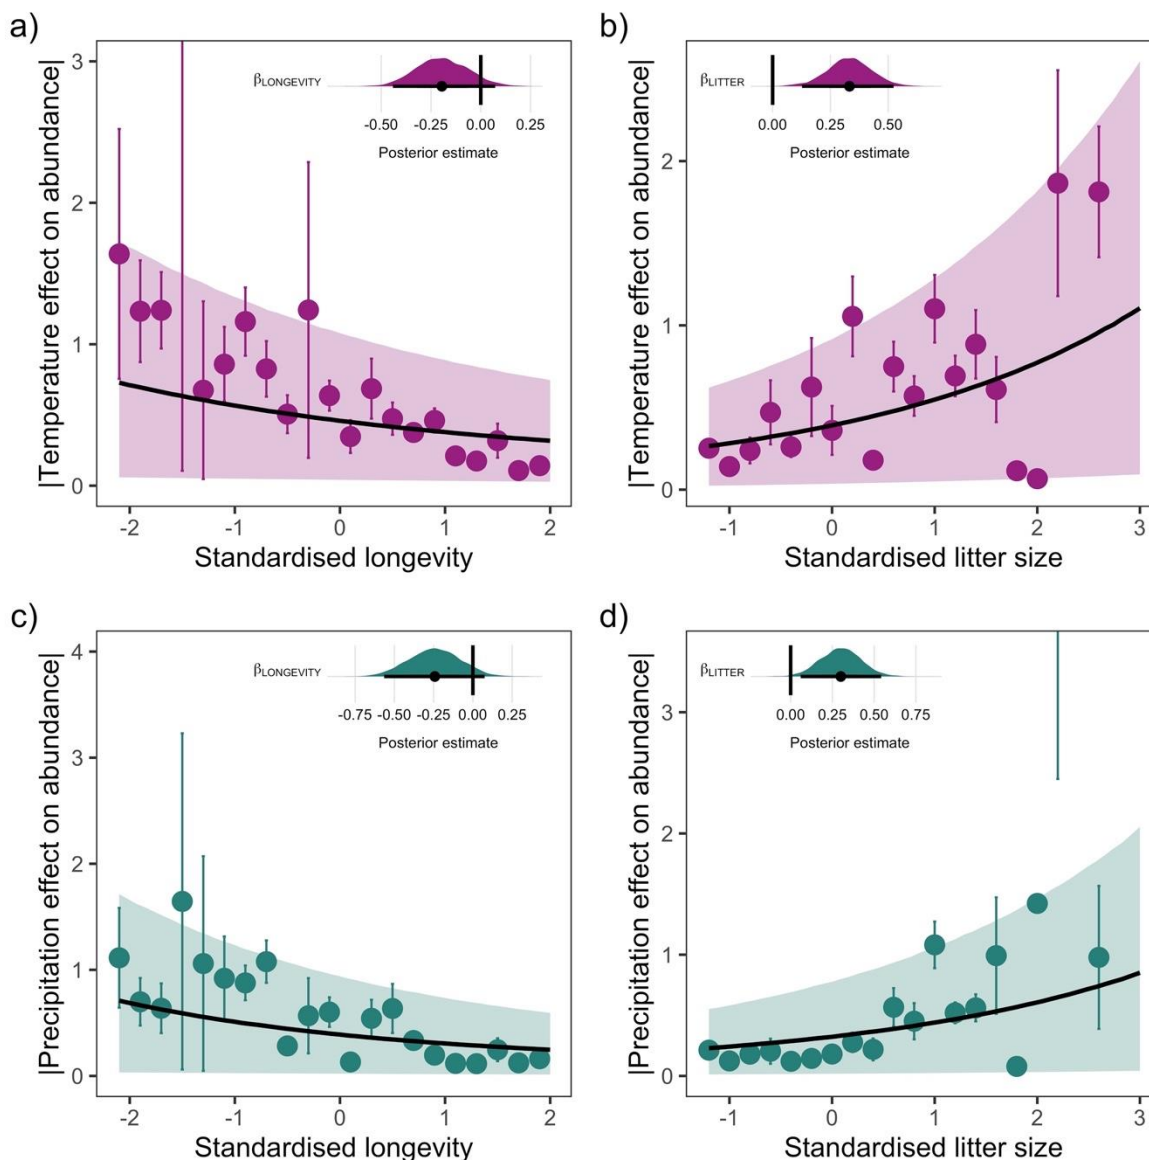 a)
|Temperature effect on abundance|
3
2
1
0
-2 -1 0 1 2
Standardised longevity
βLONGEVITY
-0.50 -0.25 0.00 0.25
Posterior estimate
b)
|Temperature effect on abundance|
2
1
0
-1 0 1 2 3
Standardised litter size
βLITTER
0.00 0.25 0.50
Posterior estimate
c)
|Precipitation effect on abundance|
4
3
2
1
0
-2 -1 0 1 2
Standardised longevity
βLONGEVITY
-0.75 -0.50 -0.25 0.00 0.25
Posterior estimate
d)
|Precipitation effect on abundance|
3
2
1
0
-1 0 1 2 3
Standardised litter size
βLITTER
0.00 0.25 0.50 0.75
Posterior estimate